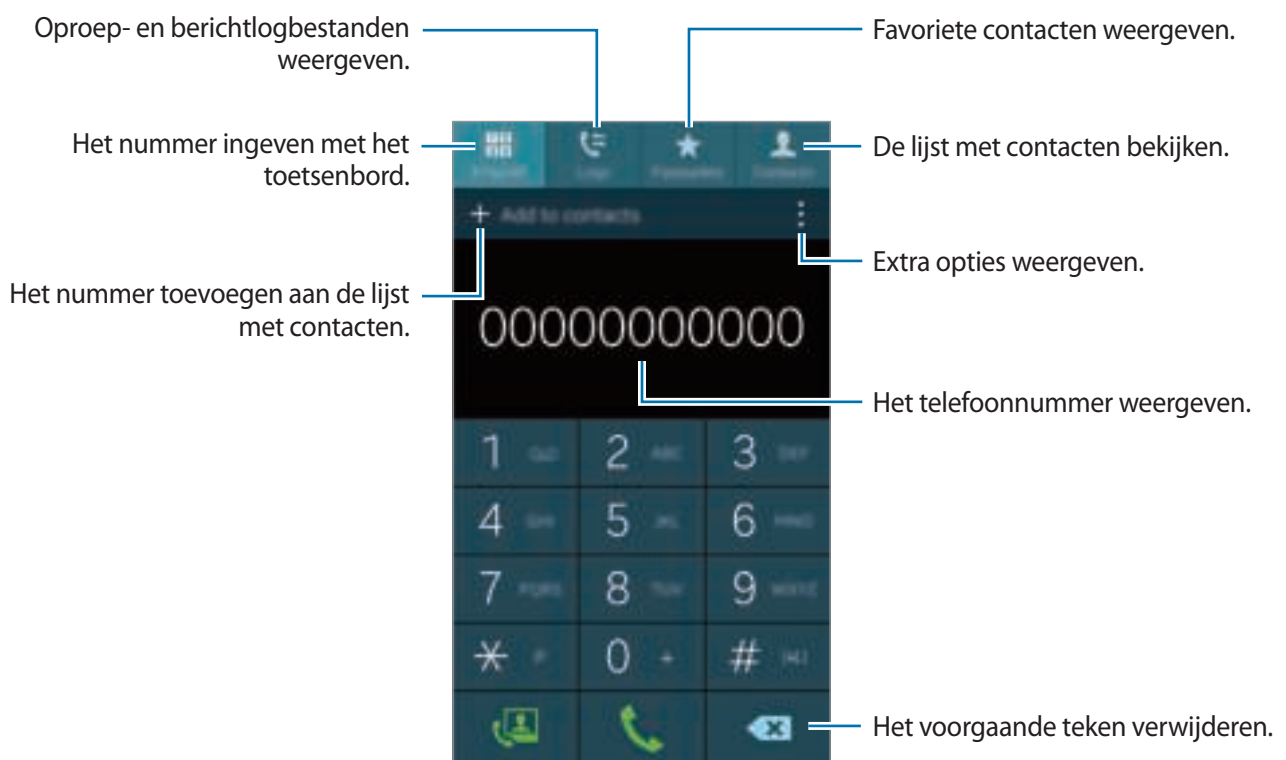 Oproep- en berichtlogbestanden
weergeven.
Favoriete contacten weergeven.
Het nummer ingeven met het
toetsenbord.
De lijst met contacten bekijken.
Add to contacts
Extra opties weergeven.
Het nummer toevoegen aan de lijst
met contacten.
00000000000
Het telefoonnummer weergeven.
1 2 ABC 3 DEF
4 GHI 5 JKL 6 MNO
7 PQRS 8 TUV 9 WXYZ
* P 0 + #
Het voorgaande teken verwijderen.